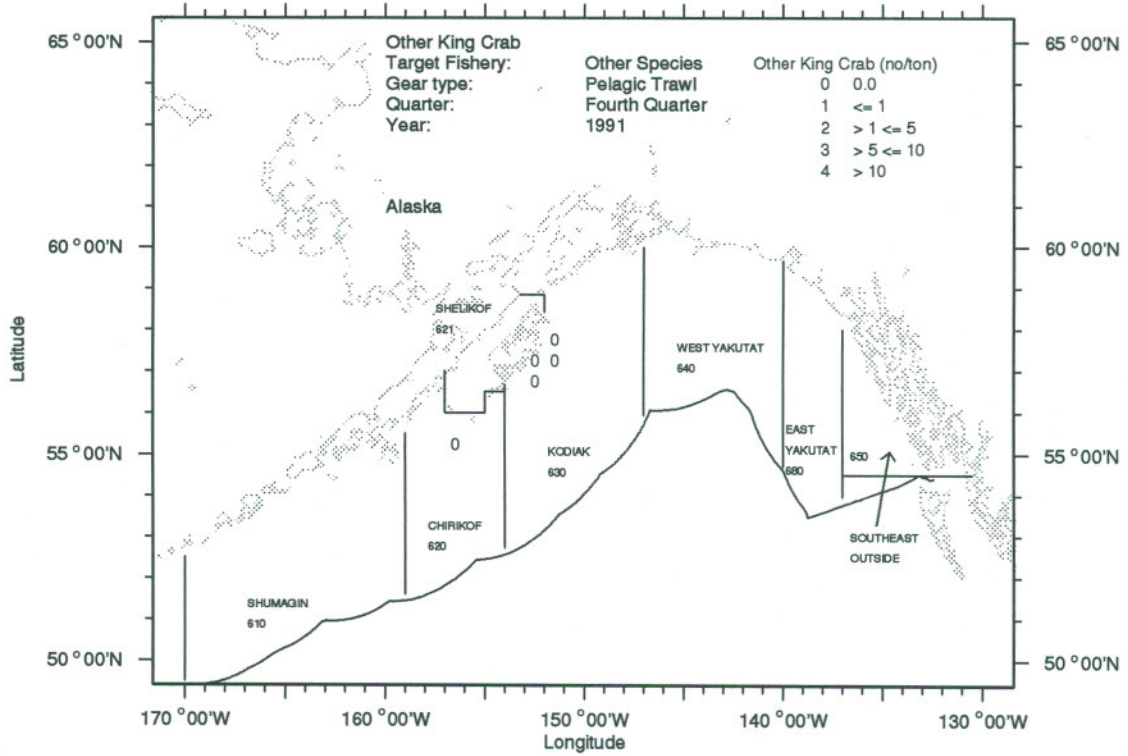 65 °00'N
Other King Crab
Target Fishery: Other Species
Gear type: Pelagic Trawl
Quarter: Fourth Quarter
Year: 1991
Other King Crab (no/ton)
0 0.0
1 <= 1
2 > 1 <= 5
3 > 5 <= 10
4 > 10
65 °00'N
Alaska
60 °00'N
60 °00'N
SHELIKOF
621
0
0 0
0
WEST YAKUTAT
640
Latitude
EAST
YAKUTAT
680
650
0
KODIAK
630
55 °00'N
55 °00'N
CHIRIKOF
620
SOUTHEAST
OUTSIDE
SHUMAGIN
610
50 °00'N
50 °00'N
170 °00'W
160 °00'W
150 °00'W
140 °00'W
130 °00'W
Longitude